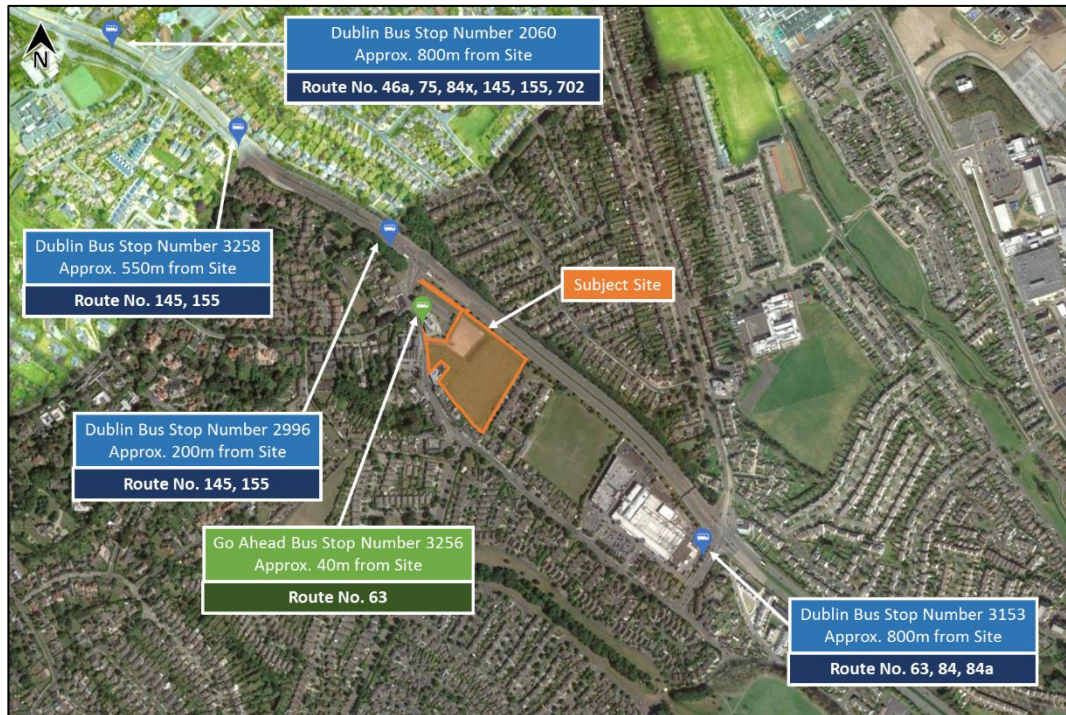 N
Dublin Bus Stop Number 2060
Approx. 800m from Site
Route No. 46a, 75, 84x, 145, 155, 702
Dublin Bus Stop Number 3258
Approx. 550m from Site
Route No. 145, 155
Subject Site
Dublin Bus Stop Number 2996
Approx. 200m from Site
Route No. 145, 155
Go Ahead Bus Stop Number 3256
Approx. 40m from Site
Route No. 63
Dublin Bus Stop Number 3153
Approx. 800m from Site
Route No. 63, 84, 84a